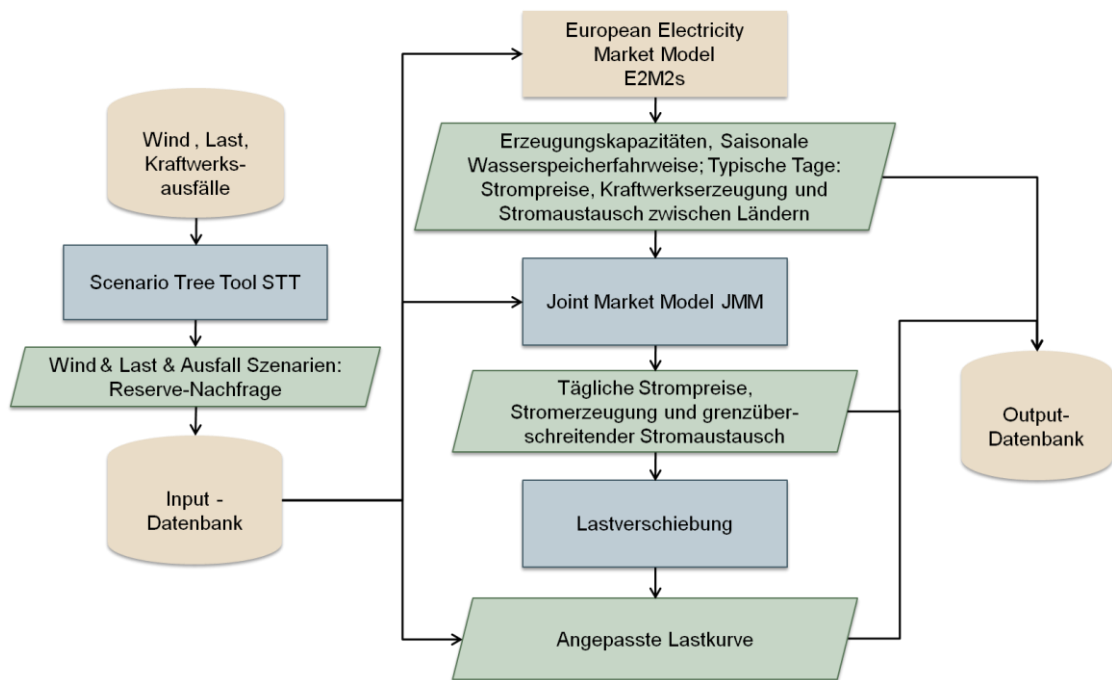 Wind , Last,
Kraftwerks-
ausfälle
Scenario Tree Tool STT
Wind & Last & Ausfall Szenarien:
Reserve-Nachfrage
Input -
Datenbank
European Electricity
Market Model
E2M2s
Erzeugungskapazitäten, Saisonale
Wasserspeicherfahrweise; Typische Tage:
Strompreise, Kraftwerkserzeugung und
Stromaustausch zwischen Ländern
Joint Market Model JMM
Tägliche Strompreise,
Stromerzeugung und grenzüber-
schreitender Stromaustausch
Lastverschiebung
Angepasste Lastkurve
Output-
Datenbank